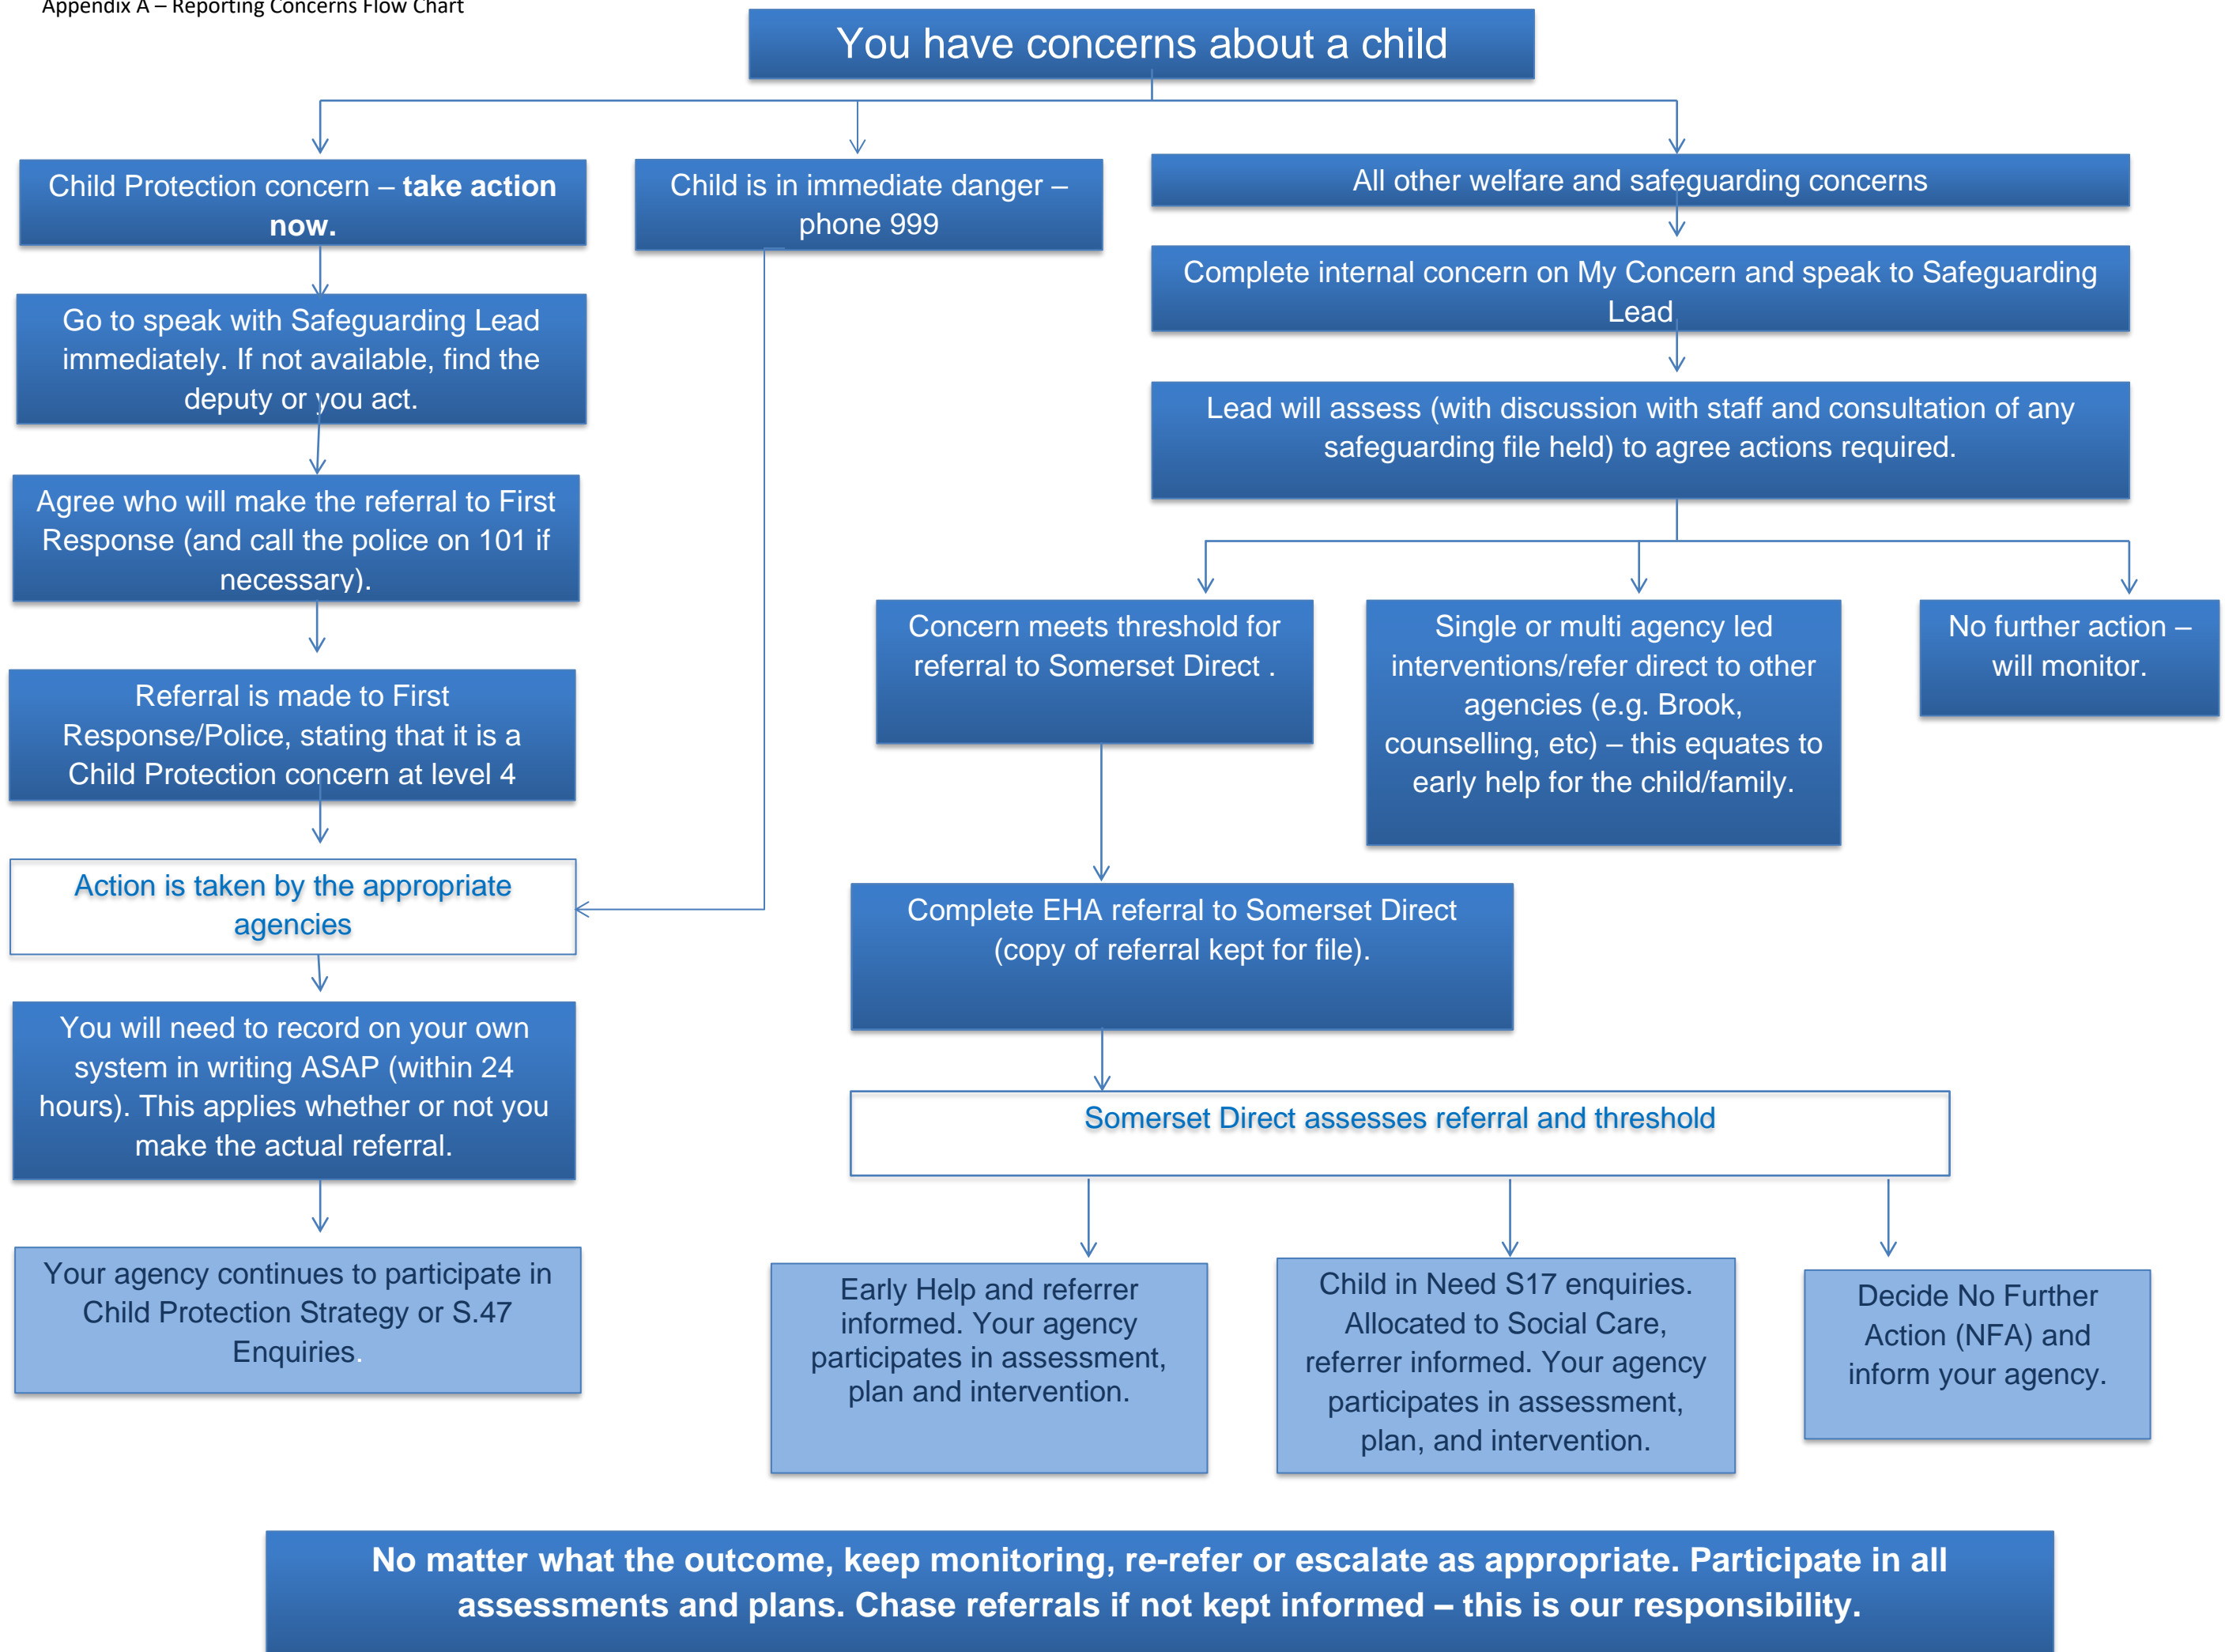 Appendix A – Reporting Concerns Flow Chart
You have concerns about a child
Child Protection concern – take action
now.
Child is in immediate danger –
phone 999
All other welfare and safeguarding concerns
Go to speak with Safeguarding Lead
immediately. If not available, find the
deputy or you act.
Complete internal concern on My Concern and speak to Safeguarding
Lead
Lead will assess (with discussion with staff and consultation of any
safeguarding file held) to agree actions required.
Agree who will make the referral to First
Response (and call the police on 101 if
necessary).
Concern meets threshold for
referral to Somerset Direct .
Single or multi agency led
interventions/refer direct to other
agencies (e.g. Brook,
counselling, etc) – this equates to
early help for the child/family.
No further action –
will monitor.
Referral is made to First
Response/Police, stating that it is a
Child Protection concern at level 4
Action is taken by the appropriate
agencies
Complete EHA referral to Somerset Direct
(copy of referral kept for file).
You will need to record on your own
system in writing ASAP (within 24
hours). This applies whether or not you
make the actual referral.
Somerset Direct assesses referral and threshold
Your agency continues to participate in
Child Protection Strategy or S.47
Enquiries.
Early Help and referrer
informed. Your agency
participates in assessment,
plan and intervention.
Child in Need S17 enquiries.
Allocated to Social Care,
referrer informed. Your agency
participates in assessment,
plan, and intervention.
Decide No Further
Action (NFA) and
inform your agency.
No matter what the outcome, keep monitoring, re-refer or escalate as appropriate. Participate in all
assessments and plans. Chase referrals if not kept informed – this is our responsibility.